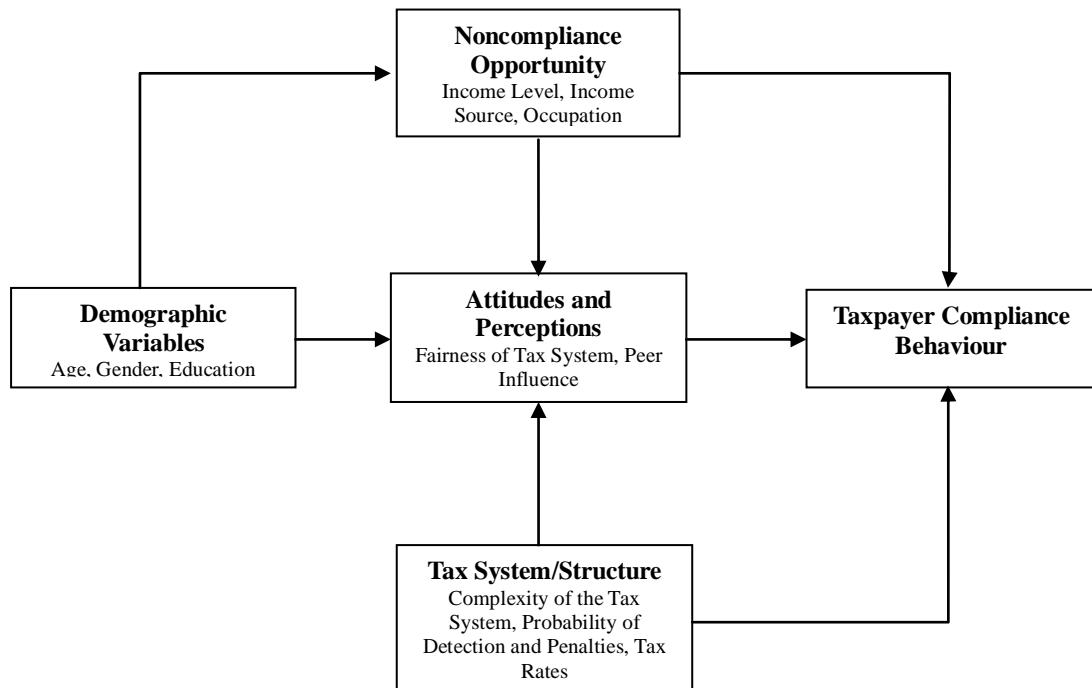 Noncompliance
Opportunity
Income Level, Income
Source, Occupation
Demographic
Variables
Age, Gender, Education
Attitudes and
Perceptions
Fairness of Tax System, Peer
Influence
Taxpayer Compliance
Behaviour
Tax System/Structure
Complexity of the Tax
System, Probability of
Detection and Penalties, Tax
Rates